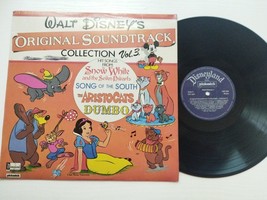 WALT DISNEY'S
ORIGINAL SOUNDTRACK
COLLECTION Vol. 3
HIT SONGS
FROM
Snow White
and the Seven Dwarfs
SONG OF THE SOUTH
THE ARISTOCATS
DUMBO
Disneyland